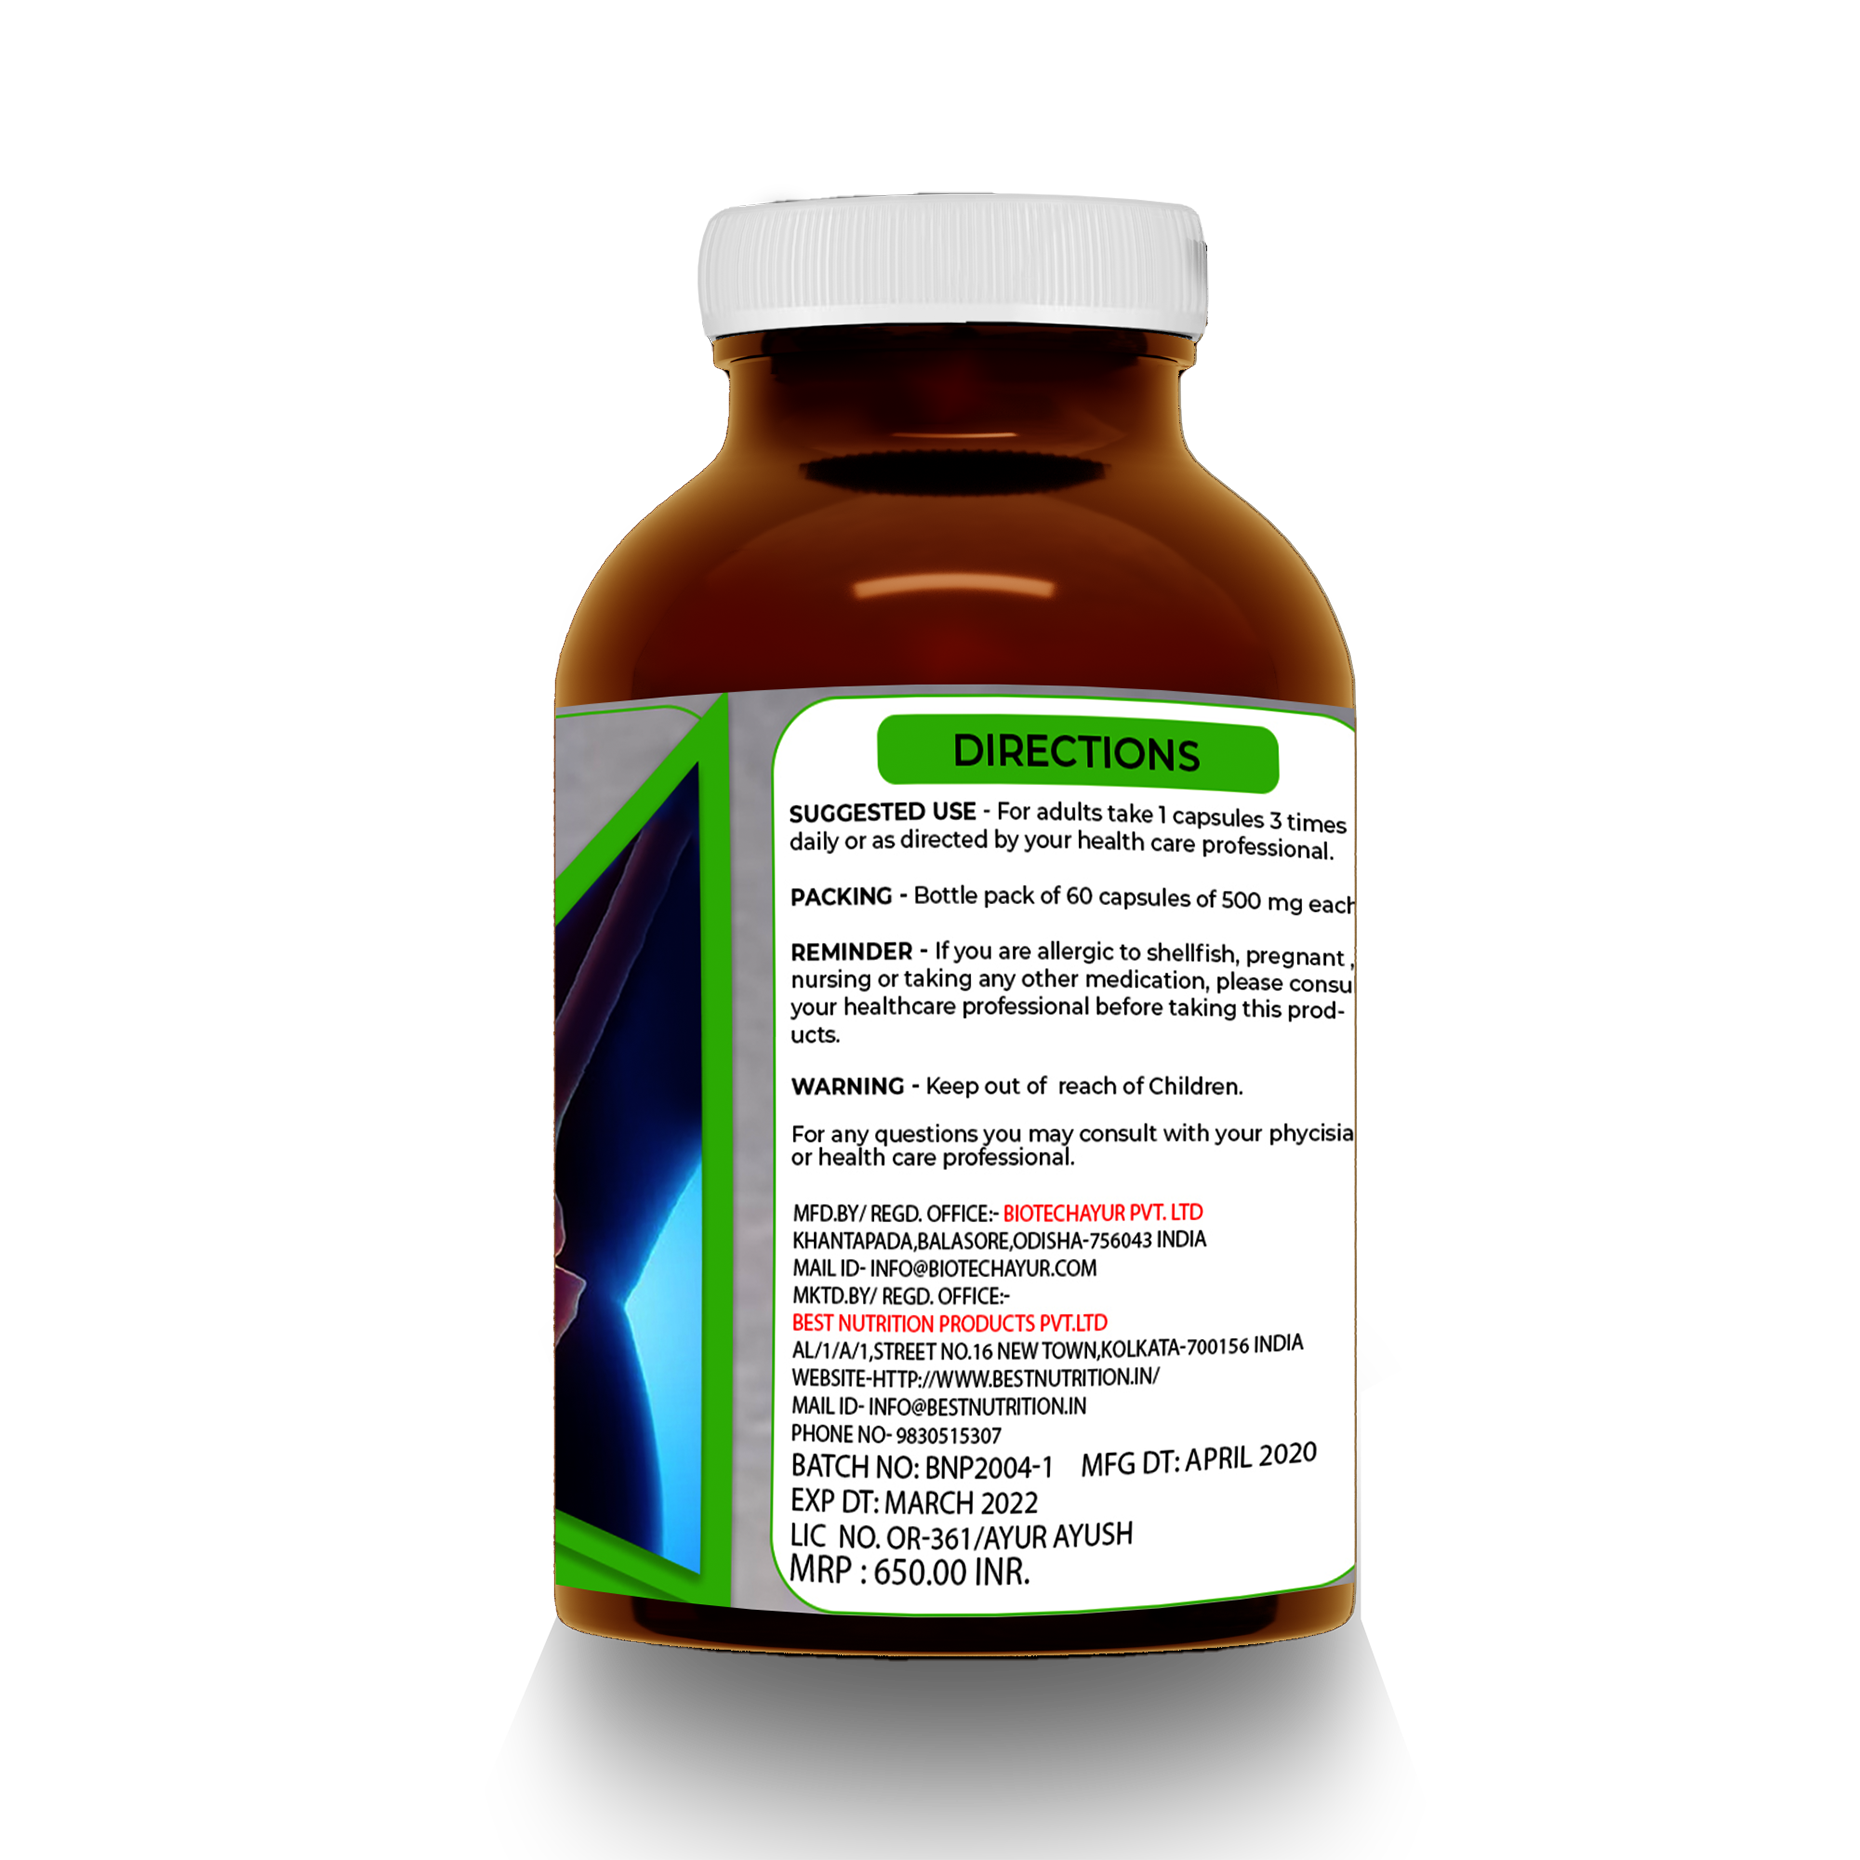 DIRECTIONS
SUGGESTED USE - For adults take 1 capsules 3 times
daily or as directed by your health care professional.
PACKING - Bottle pack of 60 capsules of 500 mg each
REMINDER - If you are allergic to shellfish, pregnant ,
nursing or taking any other medication, please consu
your healthcare professional before taking this prod-
ucts.
WARNING - Keep out of reach of Children.
For any questions you may consult with your phycisia
or health care professional.
MFD.BY/ REGD. OFFICE:- BIOTECHAYUR PVT. LTD
KHANTAPADA,BALASORE,ODISHA-756043 INDIA
MAIL ID- INFO@BIOTECHAYUR.COM
MKTD.BY/ REGD. OFFICE:-
BEST NUTRITION PRODUCTS PVT.LTD
AL/1/A/1,STREET NO.16 NEW TOWN,KOLKATA-700156 INDIA
WEBSITE-HTTP://WWW.BESTNUTRITION.IN/
MAIL ID- INFO@BESTNUTRITION.IN
PHONE NO- 9830515307
BATCH NO: BNP2004-1 MFG DT: APRIL 2020
EXP DT: MARCH 2022
LIC NO. OR-361/AYUR AYUSH
MRP : 650.00 INR.